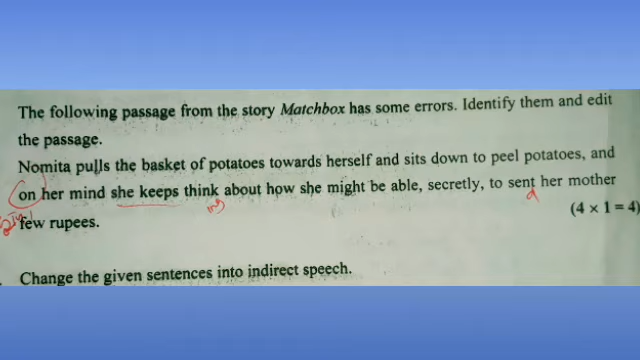 The following passage from the story Matchbox has some errors. Identify them and edit
the passage.
Nomita pulls the basket of potatoes towards herself and sits down to peel potatoes, and
on her mind she keeps think about how she might be able, secretly, to sent her mother
ing d
in few rupees.
(4 x 1 = 4)
Change the given sentences into indirect speech.